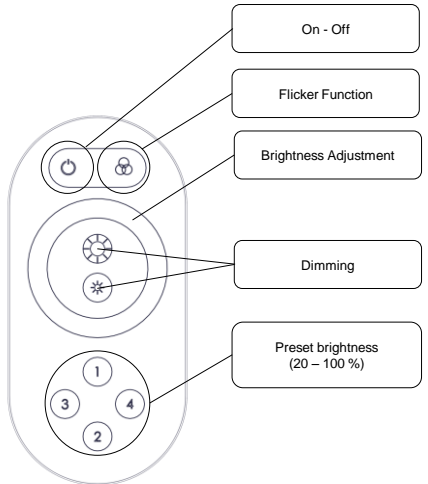 On - Off
Flicker Function
Brightness Adjustment
Dimming
Preset brightness
(20 – 100 %)
1
3
4
2